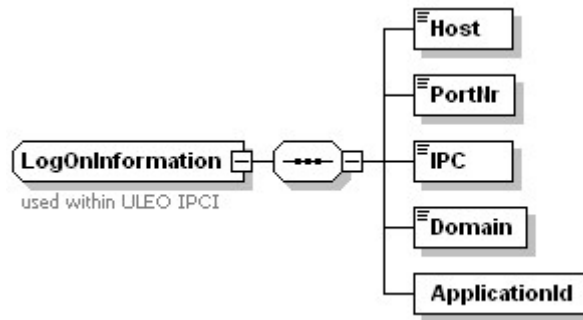 Host
PortNr
LogOnInformation
IPC
used within ULEO IPCI
Domain
ApplicationId